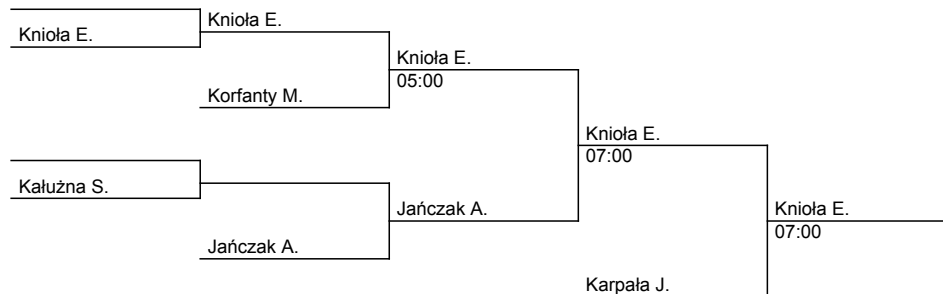 Knioła E.
Knioła E.
Korfanty M.
Knioła E.
05:00
Kałużna S.
Jańczak A.
Jańczak A.
Knioła E.
07:00
Karpała J.
Knioła E.
07:00